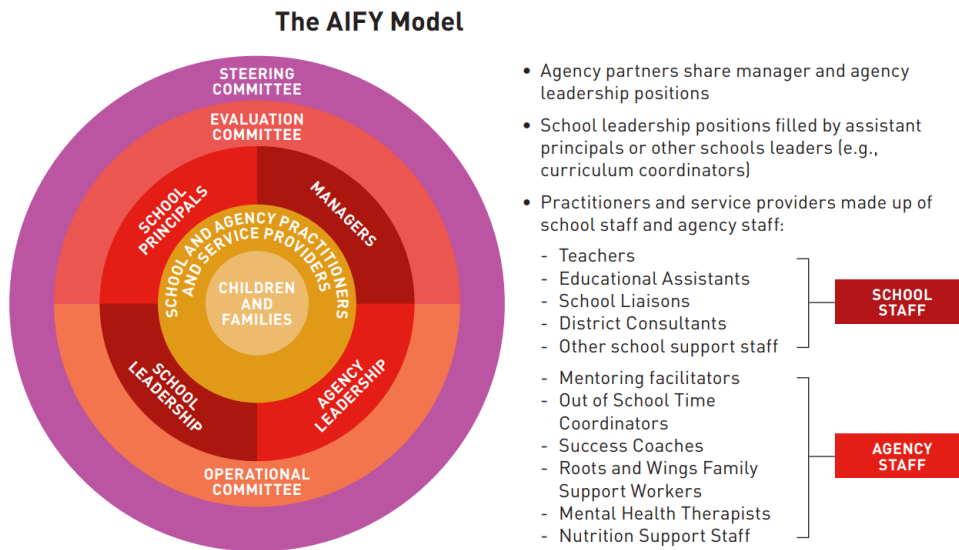 The AIFY Model
STEERING
COMMITTEE
EVALUATION
COMMITTEE
SCHOOL
PRINCIPALS
MANAGERS
SCHOOL AND AGENCY PRACTITIONERS
AND SERVICE PROVIDERS
CHILDREN
AND
FAMILIES
SCHOOL
LEADERSHIP
AGENCY
LEADERSHIP
OPERATIONAL
COMMITTEE
• Agency partners share manager and agency
leadership positions
• School leadership positions filled by assistant
principals or other schools leaders (e.g.,
curriculum coordinators)
• Practitioners and service providers made up of
school staff and agency staff:
- Teachers
- Educational Assistants
- School Liaisons
- District Consultants
- Other school support staff
SCHOOL
STAFF
- Mentoring facilitators
- Out of School Time
Coordinators
- Success Coaches
- Roots and Wings Family
Support Workers
- Mental Health Therapists
- Nutrition Support Staff
AGENCY
STAFF